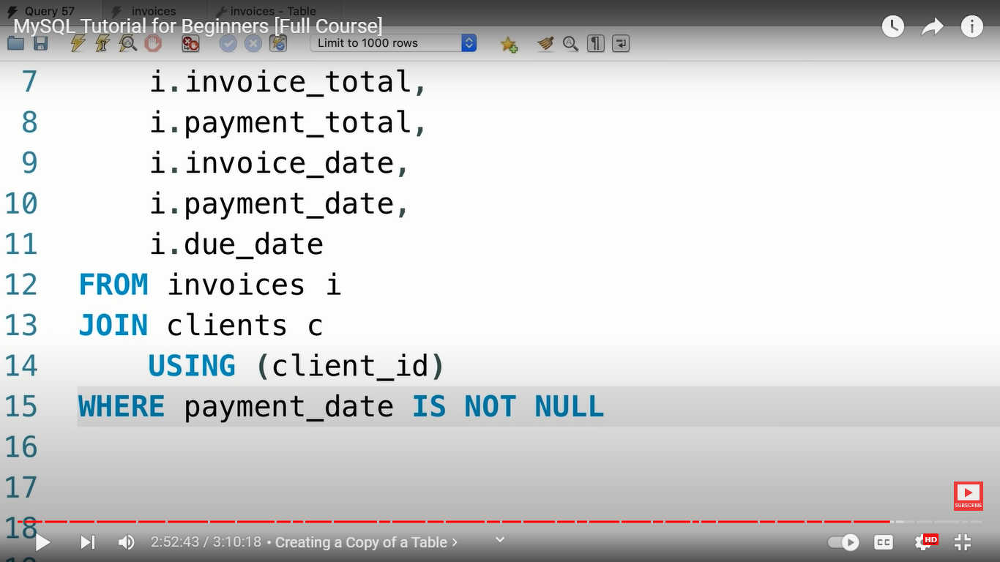 Query 57 invoices invoices - Table
MySQL Tutorial for Beginners [Full Course]
Limit to 1000 rows
7 i.invoice_total,
8 i.payment_total,
9 i.invoice_date,
10 i.payment_date,
11 i.due_date
12 FROM invoices i
13 JOIN clients c
14 USING (client_id)
15 WHERE payment_date IS NOT NULL
16
17
SUBSCRIBE
18
2:52:43 / 3:10:18 • Creating a Copy of a Table
CC
HD